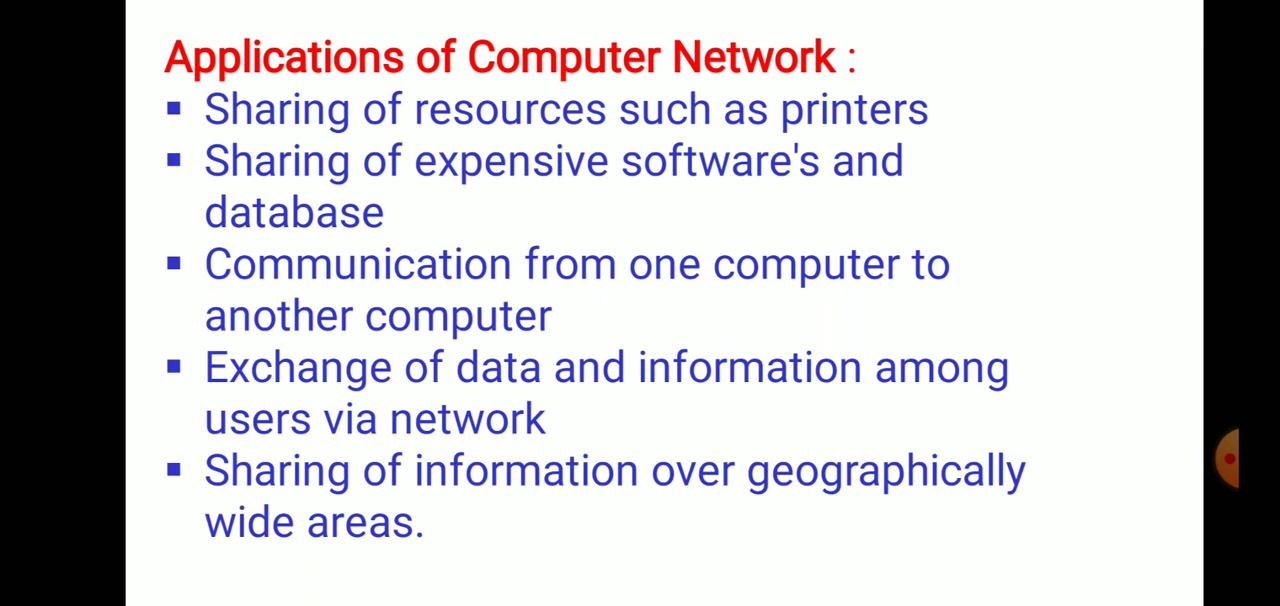 Applications of Computer Network :
▪ Sharing of resources such as printers
▪ Sharing of expensive software's and
database
▪ Communication from one computer to
another computer
▪ Exchange of data and information among
users via network
▪ Sharing of information over geographically
wide areas.